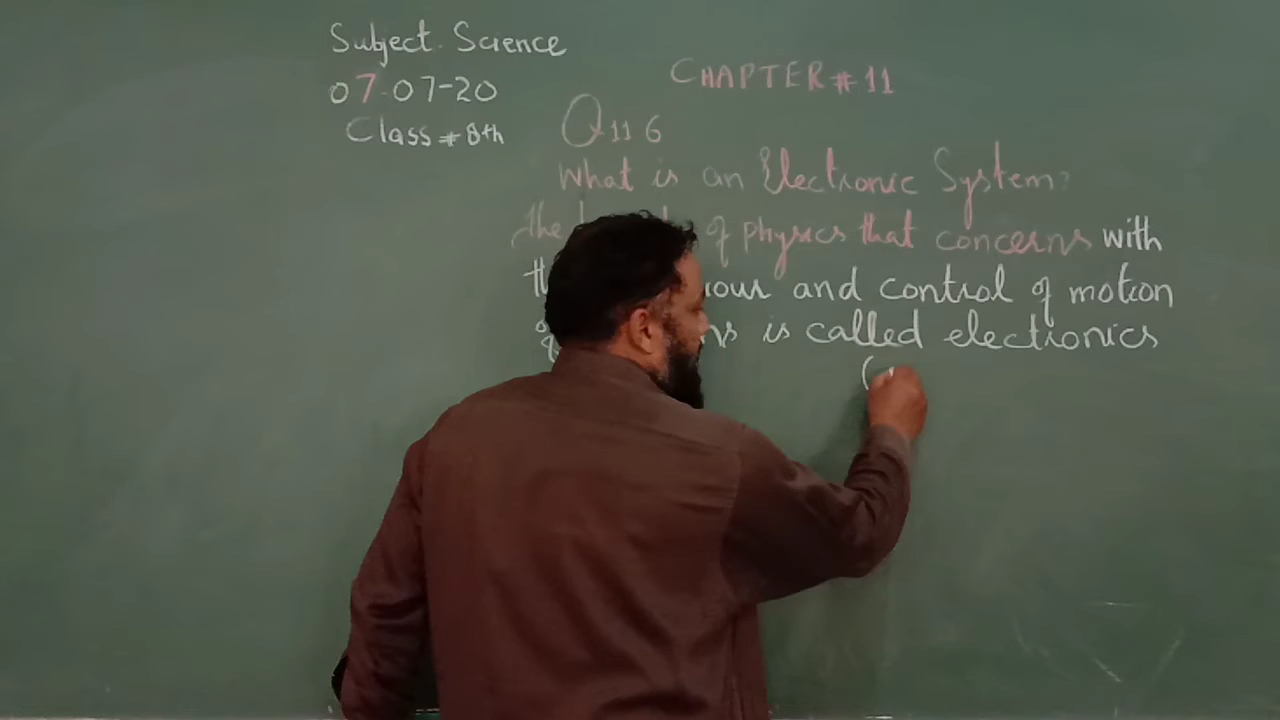 Subject. Science
07-07-20
Class # 8th
CHAPTER # 11
Q 11 6
What is an Electronic System?
The of physics that concerns with
and control of motion
is called electronics
(